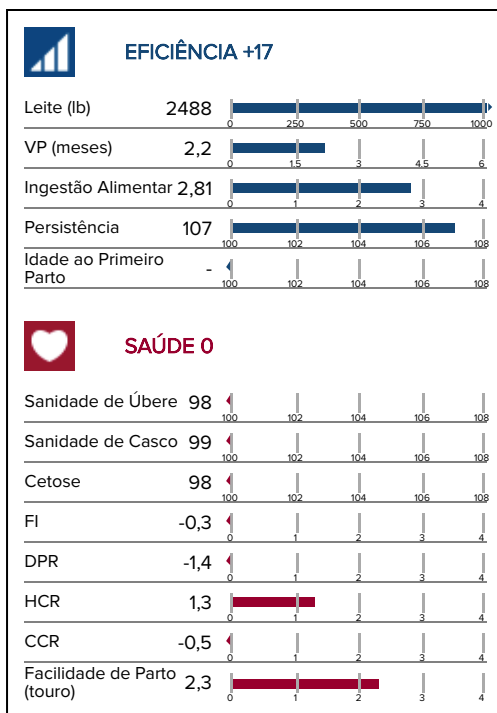 EFICIÊNCIA +17
Leite (lb) 2488
0 250 500 750 1000
VP (meses) 2,2
0 1.5 3 4.5 6
Ingestão Alimentar 2,81
0 1 2 3 4
Persistência 107
100 102 104 106 108
Idade ao Primeiro
Parto -
100 102 104 106 108
SAÚDE 0
Sanidade de Úbere 98
100 102 104 106 108
Sanidade de Casco 99
100 102 104 106 108
Cetose 98
100 102 104 106 108
FI -0,3
0 1 2 3 4
DPR -1,4
0 1 2 3 4
HCR 1,3
0 1 2 3 4
CCR -0,5
0 1 2 3 4
Facilidade de Parto
(touro) 2,3
0 1 2 3 4